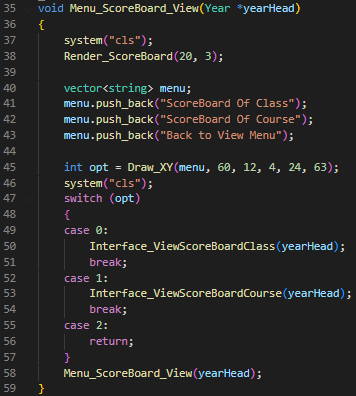 35 void Menu_ScoreBoard_View(Year *yearHead)
36 {
37     system("cls");
38     Render_ScoreBoard(20, 3);
39
40     vector<string> menu;
41     menu.push_back("ScoreBoard Of Class");
42     menu.push_back("ScoreBoard Of Course");
43     menu.push_back("Back to View Menu");
44
45     int opt = Draw_XY(menu, 60, 12, 4, 24, 63);
46     system("cls");
47     switch (opt)
48     {
49     case 0:
50         Interface_ViewScoreBoardClass(yearHead);
51         break;
52     case 1:
53         Interface_ViewScoreBoardCourse(yearHead);
54         break;
55     case 2:
56         return;
57     }
58     Menu_ScoreBoard_View(yearHead);
59 }